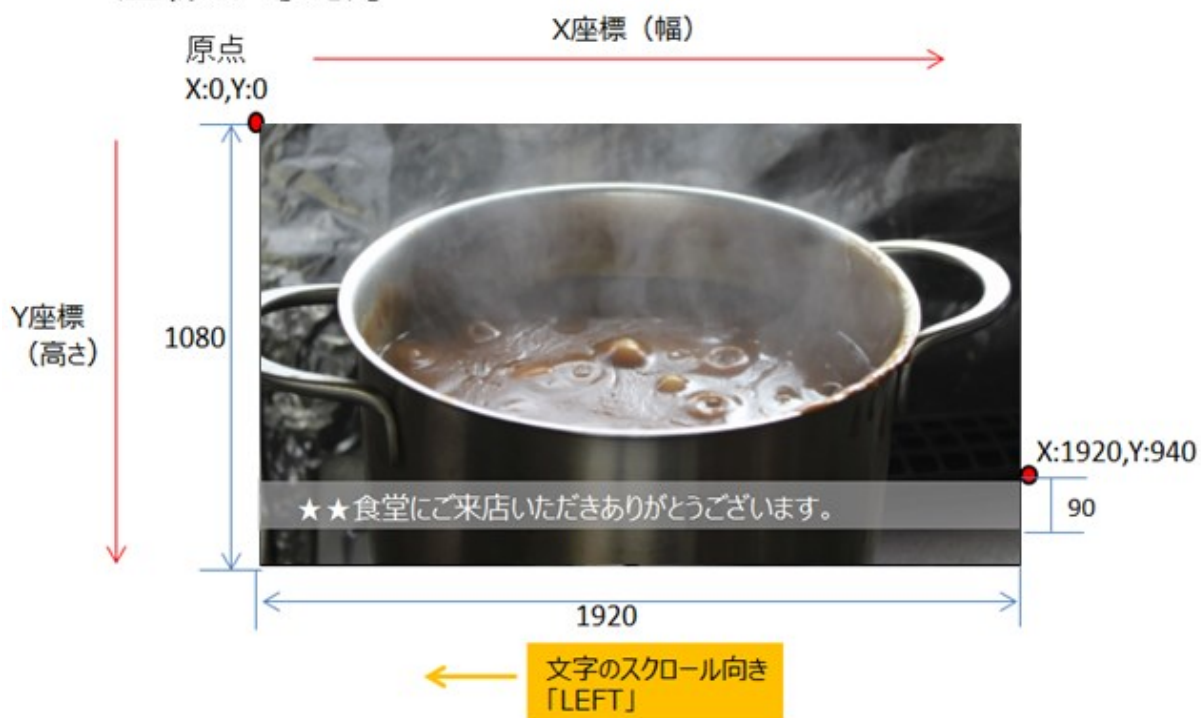 X座標（幅）
原点
X:0,Y:0
Y座標
（高さ）
1080
X:1920,Y:940
★★食堂にご来店いただきありがとうございます。
90
1920
文字のスクロール向き
「LEFT」